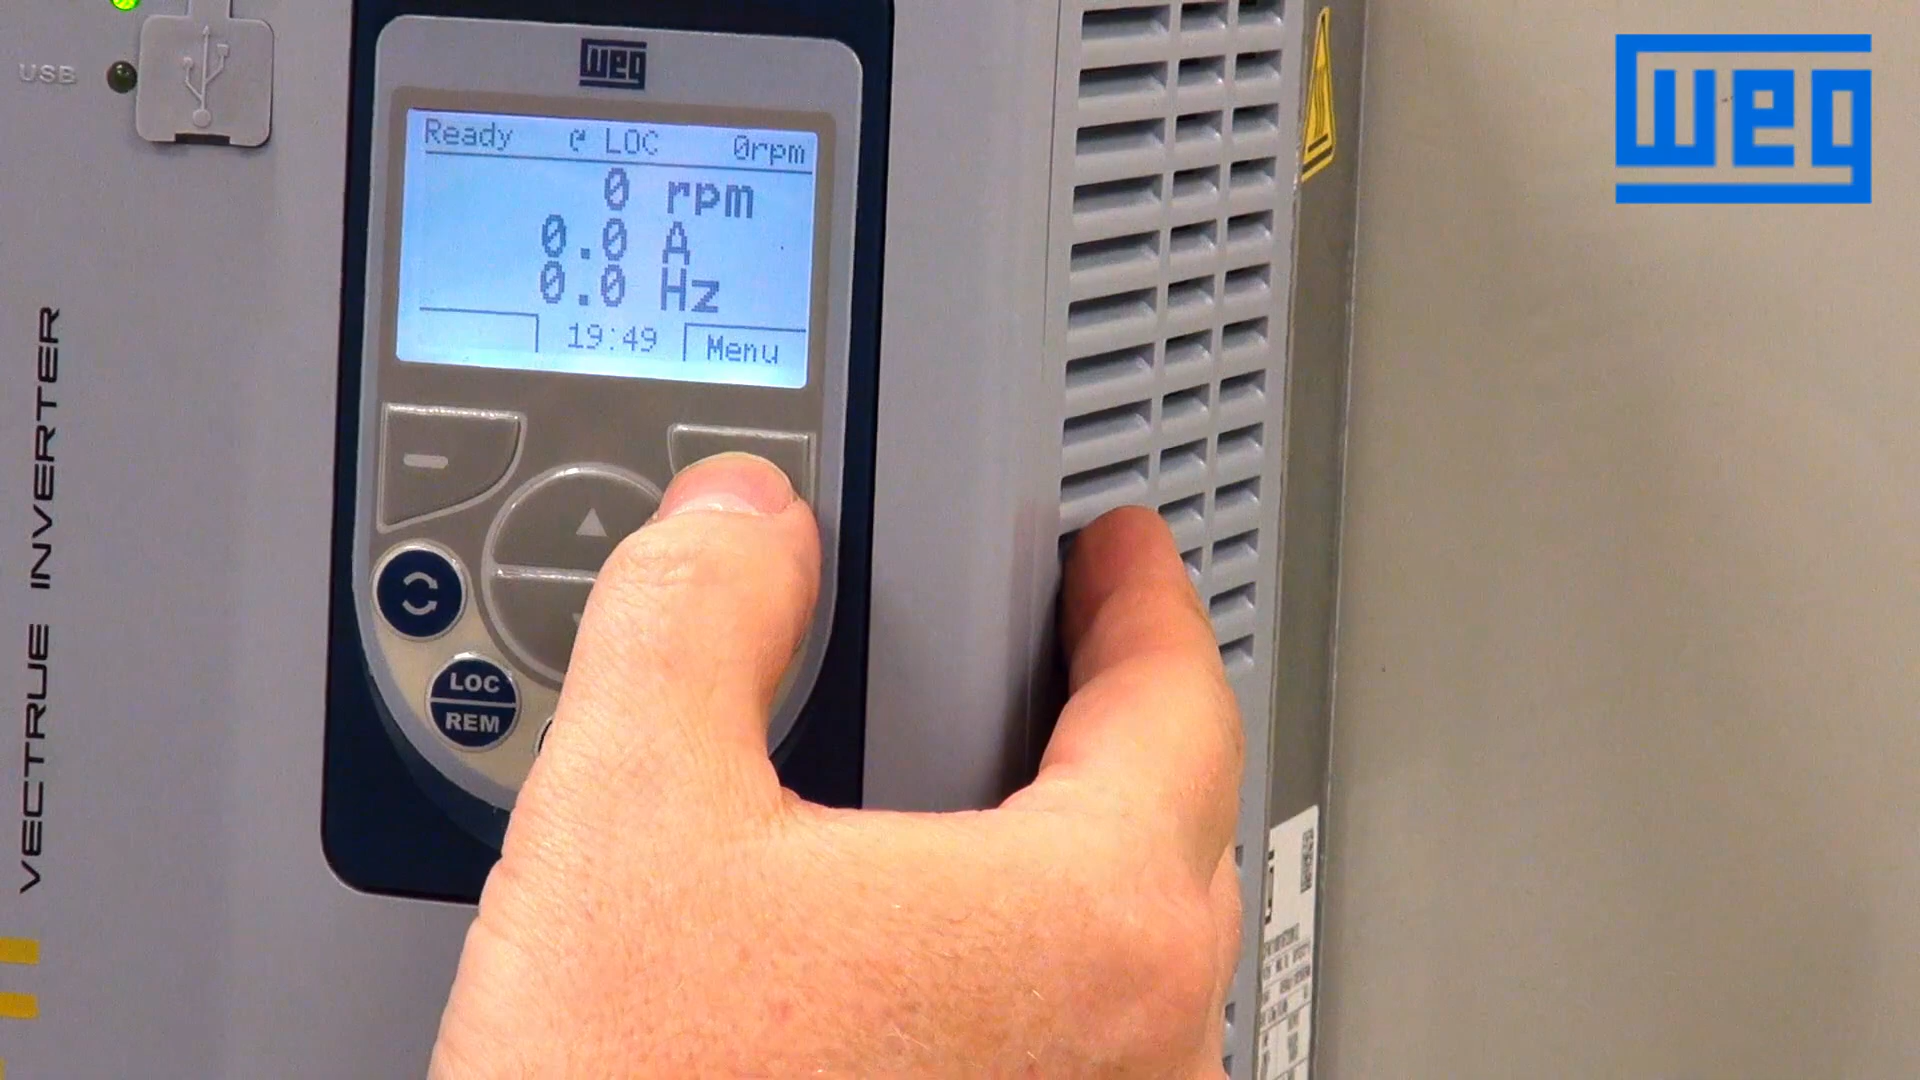 weg
USB
weg
Ready LOC 0rpm
0 rpm
0.0 A
0.0 Hz
19:49 Menu
LOC
REM
VECTRUE INVERTER